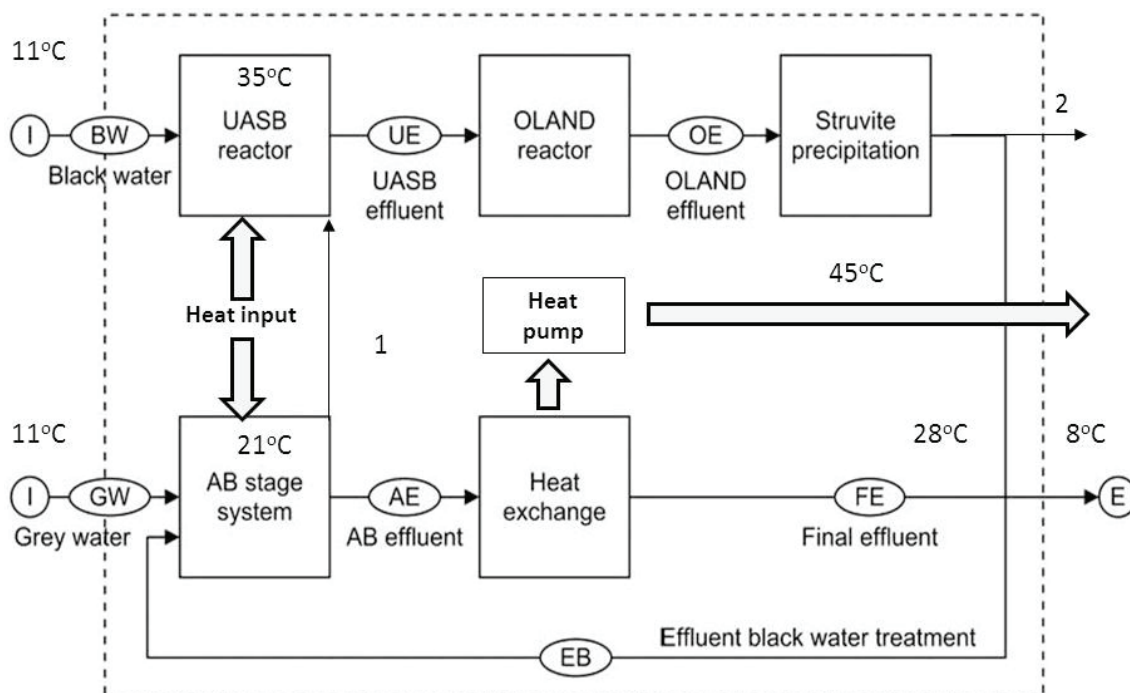 11°C
35°C
UASB
reactor
I
BW
Black water
UE
UASB
effluent
OLAND
reactor
OE
OLAND
effluent
Struvite
precipitation
2
Heat input
1
Heat
pump
45°C
11°C
21°C
AB stage
system
I
GW
Grey water
AE
AB effluent
Heat
exchange
28°C
8°C
FE
Final effluent
E
Effluent black water treatment
EB